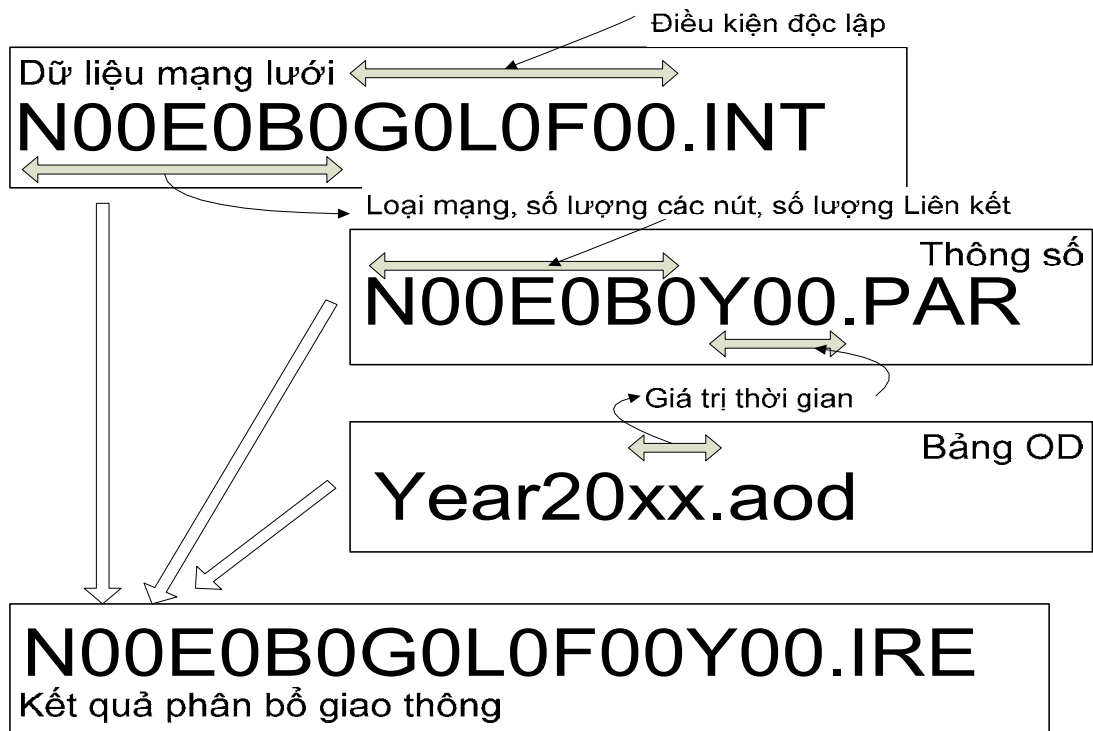 Điều kiện độc lập
Dữ liệu mạng lưới
N00E0B0G0L0F00.INT
Loại mạng, số lượng các nút, số lượng Liên kết
Thông số
N00E0B0Y00.PAR
Giá trị thời gian
Bảng OD
Year20xx.aod
N00E0B0G0L0F00Y00.IRE
Kết quả phân bổ giao thông